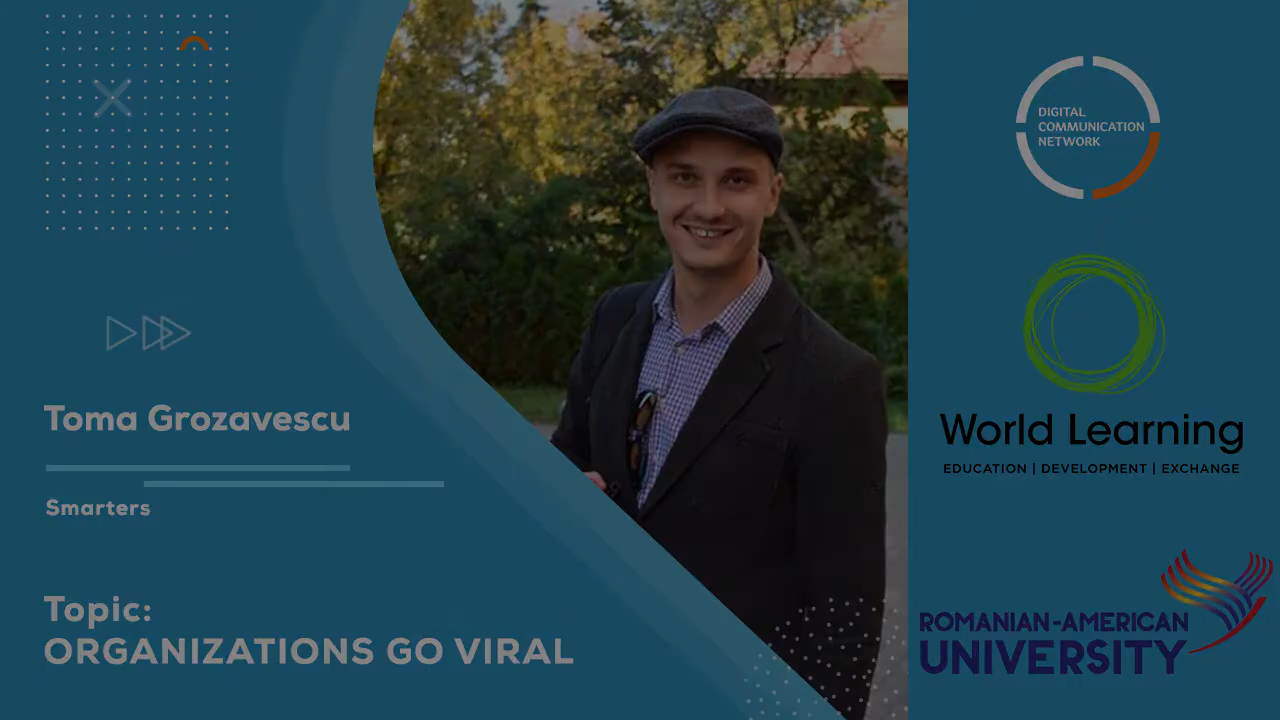 Toma Grozavescu
Smarters
Topic:
ORGANIZATIONS GO VIRAL
DIGITAL
COMMUNICATION
NETWORK
World Learning
EDUCATION | DEVELOPMENT | EXCHANGE
ROMANIAN-AMERICAN
UNIVERSITY